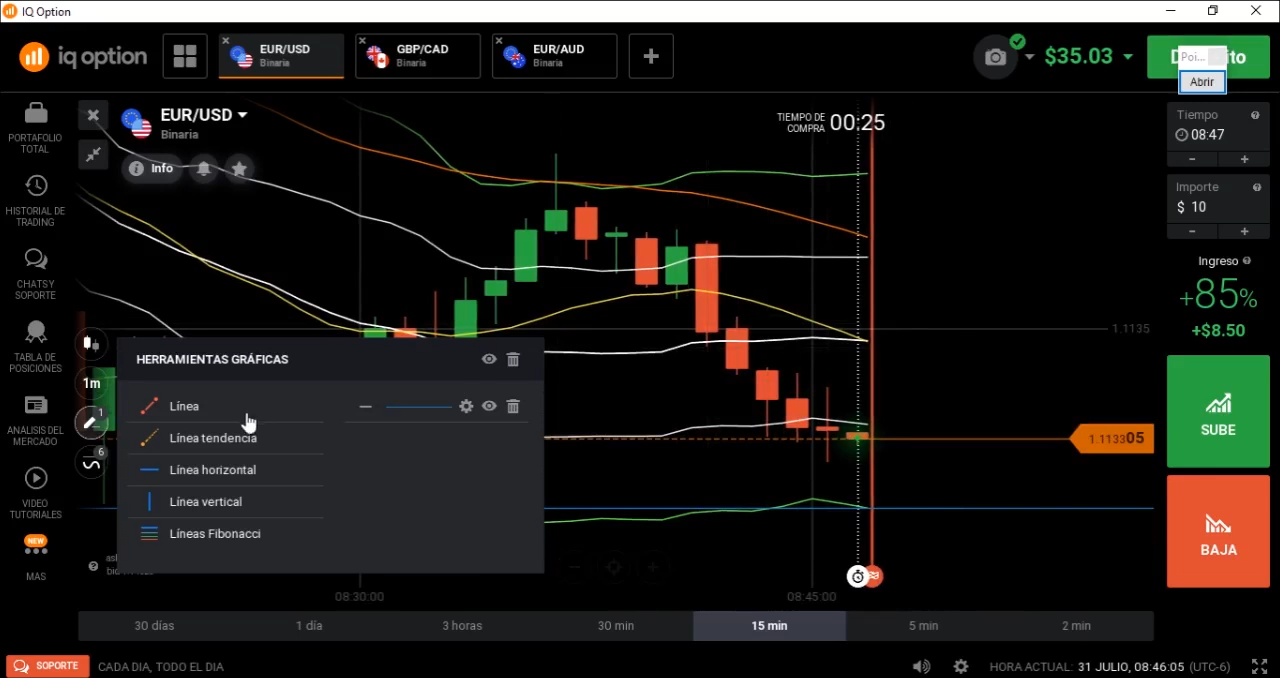 IQ Option
iq option
EUR/USD
Binaria
GBP/CAD
Binaria
EUR/AUD
Binaria
$35.03
Poi...
Abrir
PORTAFOLIO
TOTAL
HISTORIAL DE
TRADING
CHATS Y
SOPORTE
TABLA DE
POSICIONES
ANALISIS DEL
MERCADO
VIDEO
TUTORIALES
NEW
MAS
EUR/USD
Binaria
Info
TIEMPO DE
COMPRA
00:25
1m
1
6
HERRAMIENTAS GRÁFICAS
Línea
Línea tendencia
Línea horizontal
Línea vertical
Líneas Fibonacci
1.1135
1.113305
08:30:00
08:45:00
Tiempo
08:47
- +
Importe
$ 10
- +
Ingreso
+85%
+$8.50
SUBE
BAJA
30 días
1 día
3 horas
30 min
15 min
5 min
2 min
SOPORTE
CADA DIA, TODO EL DIA
HORA ACTUAL: 31 JULIO, 08:46:05 (UTC-6)